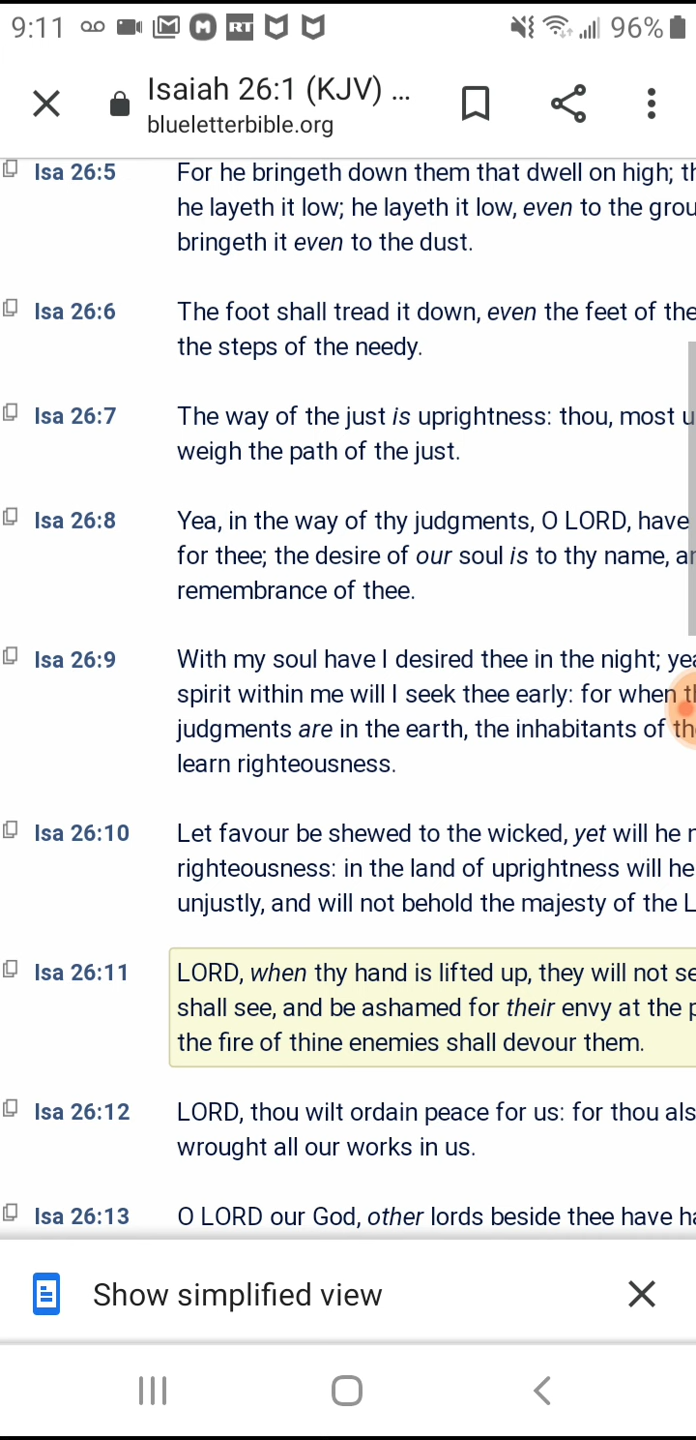 9:11 RT 96%
Isaiah 26:1 (KJV) ...
blueletterbible.org
Isa 26:5 For he bringeth down them that dwell on high;
he layeth it low; he layeth it low, even to the
bringeth it even to the dust.
Isa 26:6 The foot shall tread it down, even the feet of the
the steps of the needy.
Isa 26:7 The way of the just is uprightness: thou, most
weigh the path of the just.
Isa 26:8 Yea, in the way of thy judgments, O LORD, have
for thee; the desire of our soul is to thy name,
remembrance of thee.
Isa 26:9 With my soul have I desired thee in the night;
spirit within me will I seek thee early: for when
judgments are in the earth, the inhabitants of
learn righteousness.
Isa 26:10 Let favour be shewed to the wicked, yet will he
righteousness: in the land of uprightness will he
unjustly, and will not behold the majesty of the
Isa 26:11 LORD, when thy hand is lifted up, they will not
shall see, and be ashamed for their envy at the
the fire of thine enemies shall devour them.
Isa 26:12 LORD, thou wilt ordain peace for us: for thou
wrought all our works in us.
Isa 26:13 O LORD our God, other lords beside thee have
Show simplified view